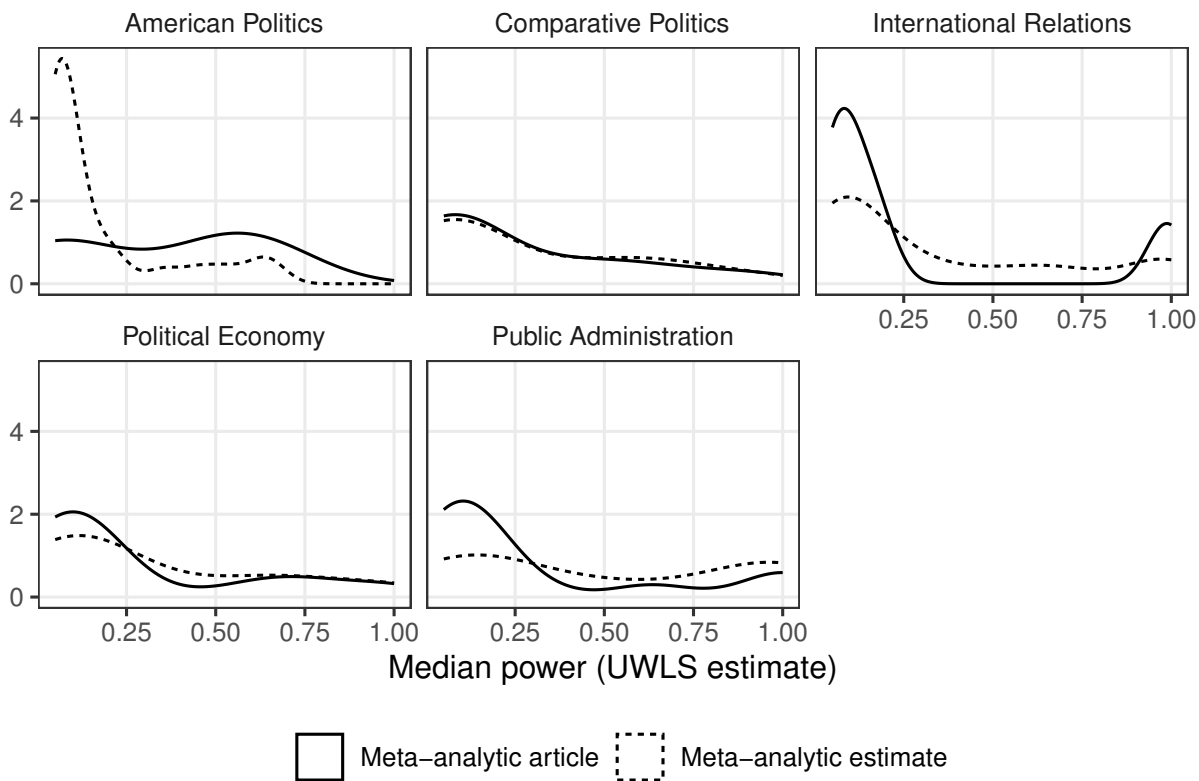 American Politics Comparative Politics International Relations
4
2
0
0.25 0.50 0.75 1.00
Political Economy Public Administration
4
2
0
0.25 0.50 0.75 1.00 0.25 0.50 0.75 1.00
Median power (UWLS estimate)
Meta−analytic article Meta−analytic estimate